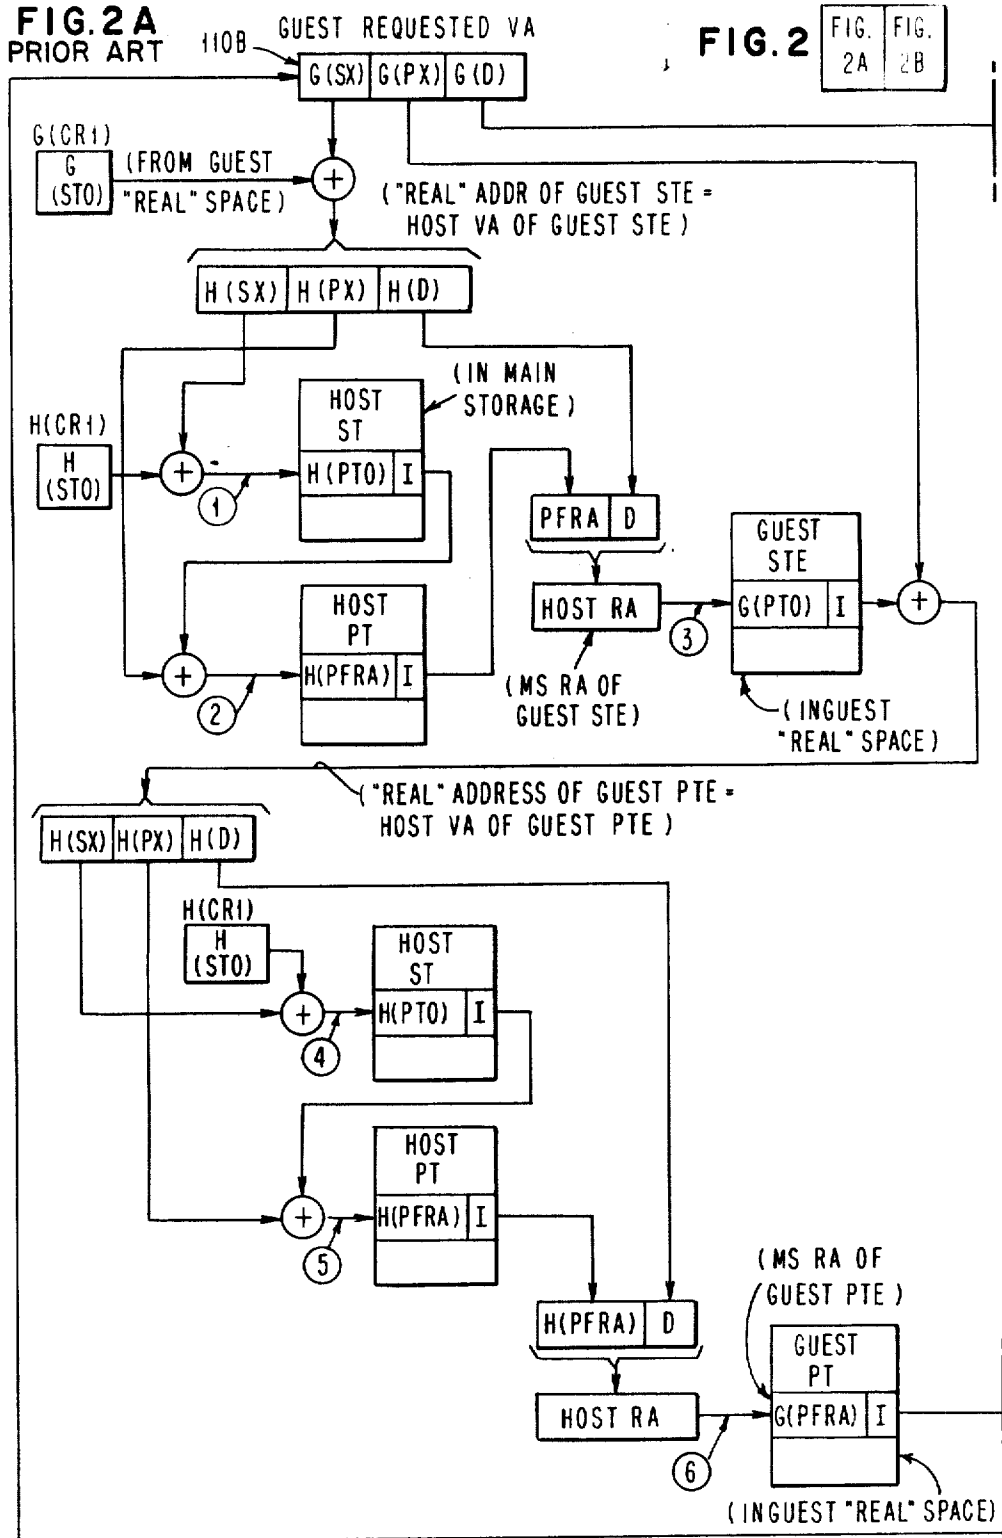 FIG.2A
PRIOR ART
110B
GUEST REQUESTED VA
G(SX) G(PX) G(D)
FIG.2
FIG. 2A
FIG. 2B
G(CR1)
G
(STO)
(FROM GUEST
"REAL" SPACE)
+
("REAL" ADDR OF GUEST STE =
HOST VA OF GUEST STE)
H(SX) H(PX) H(D)
H(CR1)
H
(STO)
+
1
HOST
ST
H(PTO) I
(IN MAIN
STORAGE)
+
2
HOST
PT
H(PFRA) I
PFRA D
HOST RA
(MS RA OF
GUEST STE)
3
GUEST
STE
G(PTO) I
+
(INGUEST
"REAL" SPACE)
("REAL" ADDRESS OF GUEST PTE =
HOST VA OF GUEST PTE)
H(SX) H(PX) H(D)
H(CR1)
H
(STO)
+
4
HOST
ST
H(PTO) I
+
5
HOST
PT
H(PFRA) I
H(PFRA) D
HOST RA
6
(MS RA OF
GUEST PTE)
GUEST
PT
G(PFRA) I
(INGUEST "REAL" SPACE)